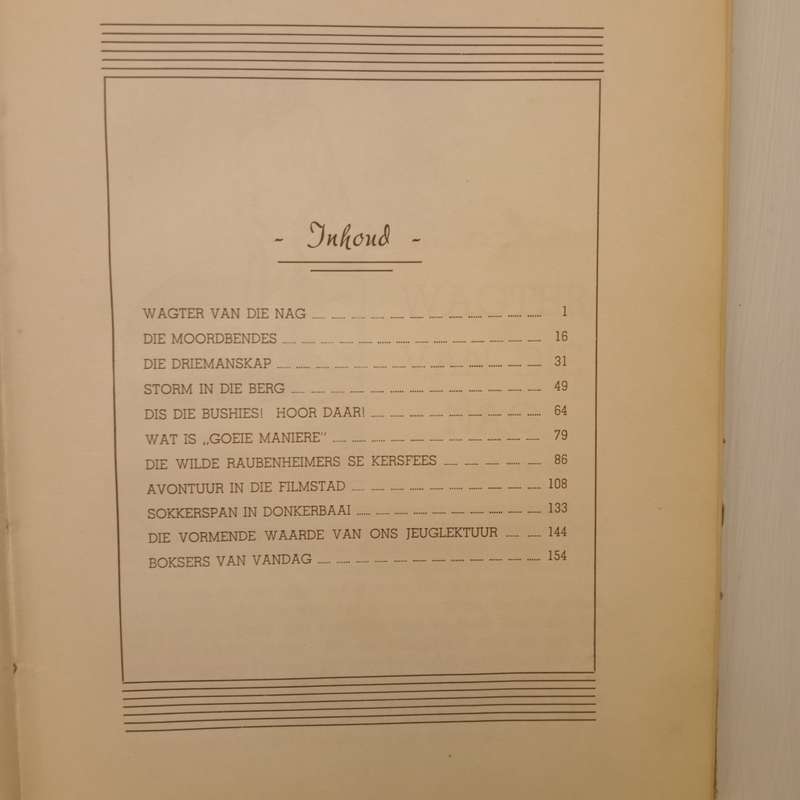 - Inhoud -
WAGTER VAN DIE NAG 1
DIE MOORDBENDES 16
DIE DRIEMANSKAP 31
STORM IN DIE BERG 49
DIS DIE BUSHIES! HOOR DAAR! 64
WAT IS „GOEIE MANIERE” 79
DIE WILDE RAUBENHEIMERS SE KERSFEES 86
AVONTUUR IN DIE FILMSTAD 108
SOKKERSPAN IN DONKERBAAI 133
DIE VORMENDE WAARDE VAN ONS JEUGLEKTUUR 144
BOKSERS VAN VANDAG 154